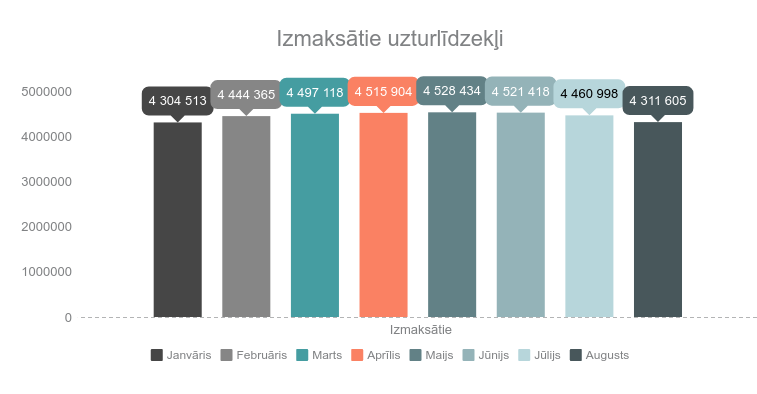 Izmaksātie uzturlīdzekļi
5000000
4000000
3000000
2000000
1000000
0
4 304 513
4 444 365
4 497 118
4 515 904
4 528 434
4 521 418
4 460 998
4 311 605
Izmaksātie
Janvāris Februāris Marts Aprīlis Maijs Jūnijs Jūlijs Augusts